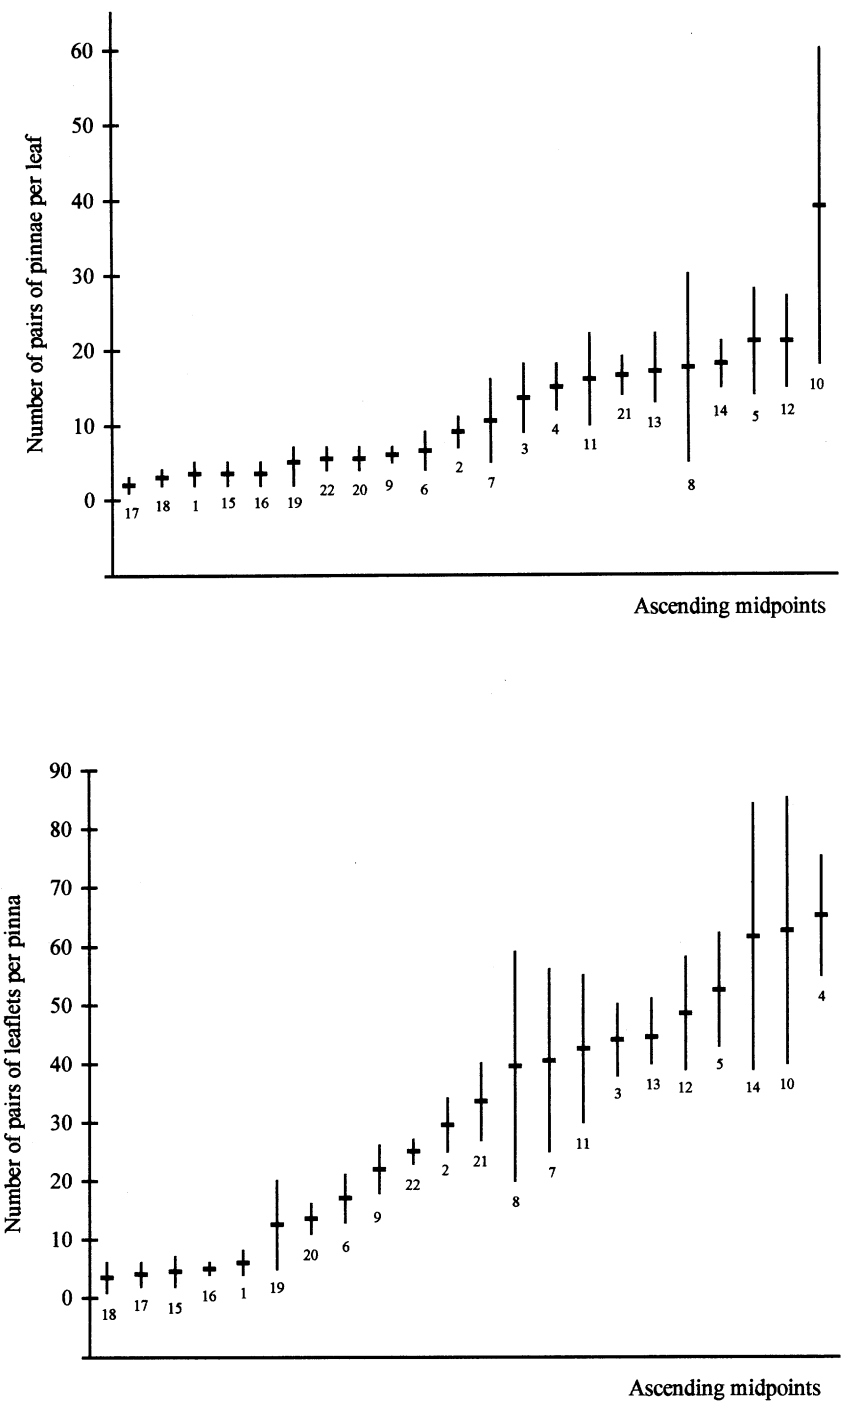 Number of pairs of pinnae per leaf
60
50
40
30
20
10
0
17 18 1 15 16 19 22 20 9 6 2 7 3 4 11 21 13 8 14 5 12 10
Ascending midpoints
Number of pairs of leaflets per pinna
90
80
70
60
50
40
30
20
10
0
18 17 15 16 1 19 20 6 9 22 2 21 8 7 11 3 13 12 5 14 10 4
Ascending midpoints